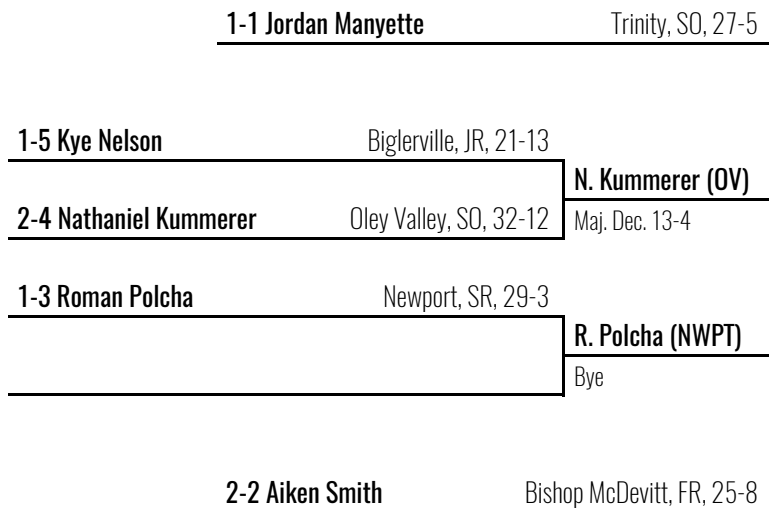 1-1 Jordan Manyette Trinity, SO, 27-5
1-5 Kye Nelson Biglerville, JR, 21-13
N. Kummerer (OV)
2-4 Nathaniel Kummerer Oley Valley, SO, 32-12
Maj. Dec. 13-4
1-3 Roman Polcha Newport, SR, 29-3
R. Polcha (NWPT)
Bye
2-2 Aiken Smith Bishop McDevitt, FR, 25-8